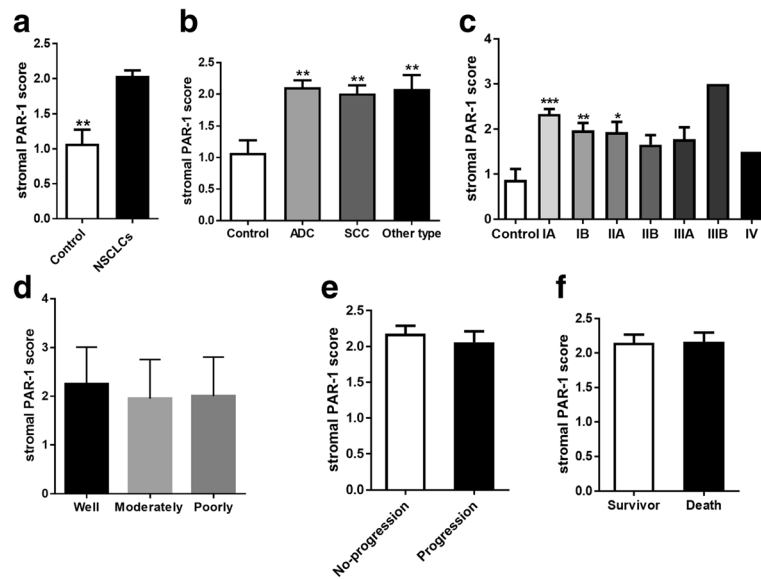 a
stromal PAR-1 score
2.5
2.0
1.5
1.0
0.5
0.0
**
Control
NSCLCs
b
stromal PAR-1 score
2.5
2.0
1.5
1.0
0.5
0.0
** ** **
Control ADC SCC Other type
c
stromal PAR-1 score
4
3
2
1
0
*** ** *
Control IA IB IIA IIB IIIA IIIB IV
d
stromal PAR-1 score
4
3
2
1
0
Well Moderately Poorly
e
stromal PAR-1 score
2.5
2.0
1.5
1.0
0.5
0.0
No-progression
Progression
f
stromal PAR-1 score
2.5
2.0
1.5
1.0
0.5
0.0
Survivor Death